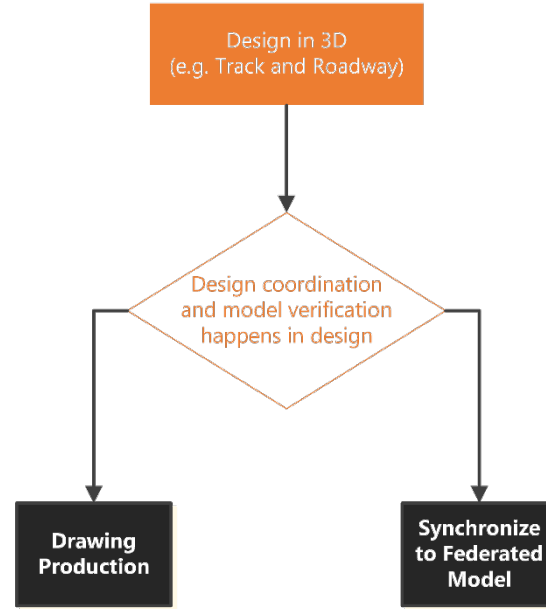 Design in 3D
(e.g. Track and Roadway)
Design coordination
and model verification
happens in design
Drawing
Production
Synchronize
to Federated
Model